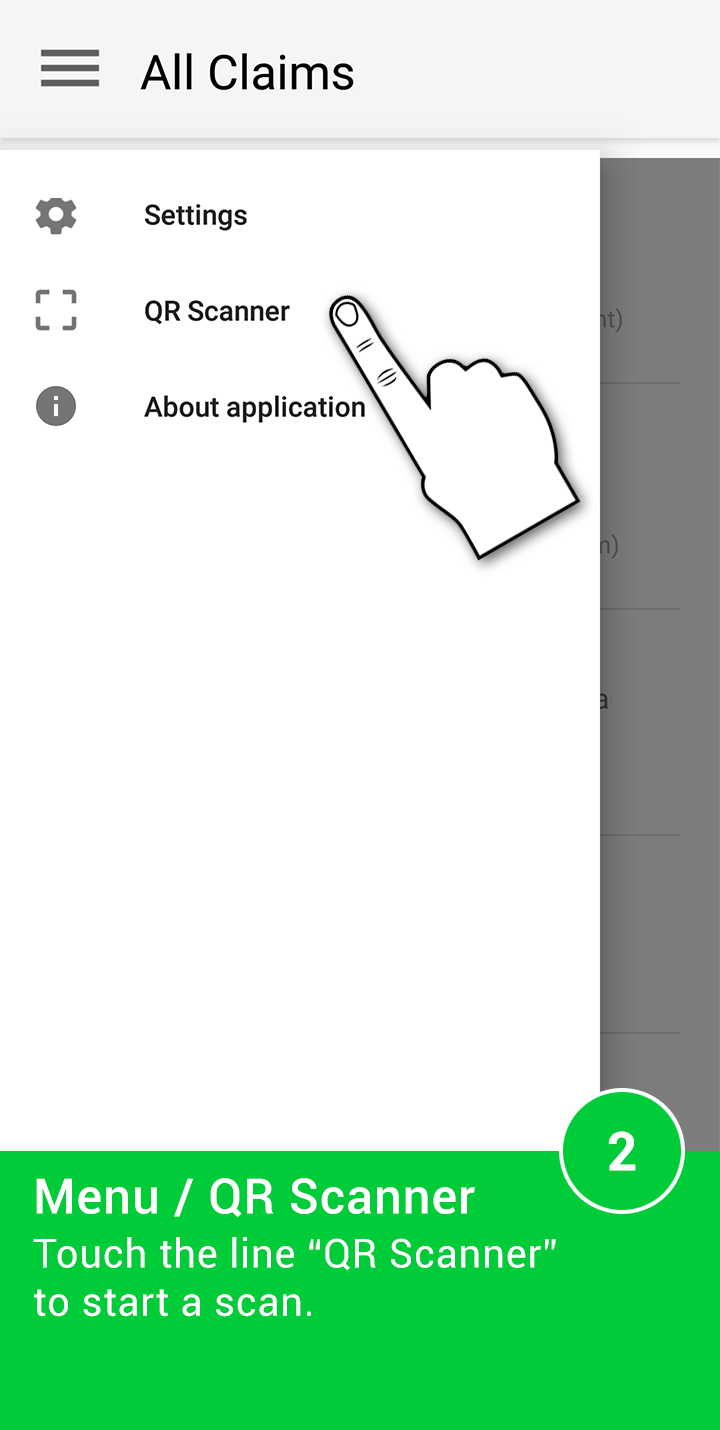 All Claims
Settings
QR Scanner
nt)
About application
n)
a
2
Menu / QR Scanner
Touch the line “QR Scanner”
to start a scan.